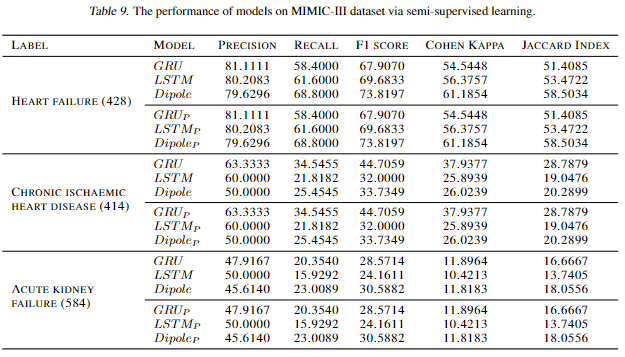 Table 9. The performance of models on MIMIC-III dataset via semi-supervised learning.
LABEL MODEL PRECISION RECALL F1 SCORE COHEN KAPPA JACCARD INDEX
HEART FAILURE (428)
GRU 81.1111 58.4000 67.9070 54.5448 51.4085
LSTM 80.2083 61.6000 69.6833 56.3757 53.4722
Dipole 79.6296 68.8000 73.8197 61.1854 58.5034
GRU_P 81.1111 58.4000 67.9070 54.5448 51.4085
LSTM_P 80.2083 61.6000 69.6833 56.3757 53.4722
Dipole_P 79.6296 68.8000 73.8197 61.1854 58.5034
CHRONIC ISCHAEMIC
HEART DISEASE (414)
GRU 63.3333 34.5455 44.7059 37.9377 28.7879
LSTM 60.0000 21.8182 32.0000 25.8939 19.0476
Dipole 50.0000 25.4545 33.7349 26.0239 20.2899
GRU_P 63.3333 34.5455 44.7059 37.9377 28.7879
LSTM_P 60.0000 21.8182 32.0000 25.8939 19.0476
Dipole_P 50.0000 25.4545 33.7349 26.0239 20.2899
ACUTE KIDNEY
FAILURE (584)
GRU 47.9167 20.3540 28.5714 11.8964 16.6667
LSTM 50.0000 15.9292 24.1611 10.4213 13.7405
Dipole 45.6140 23.0089 30.5882 11.8183 18.0556
GRU_P 47.9167 20.3540 28.5714 11.8964 16.6667
LSTM_P 50.0000 15.9292 24.1611 10.4213 13.7405
Dipole_P 45.6140 23.0089 30.5882 11.8183 18.0556